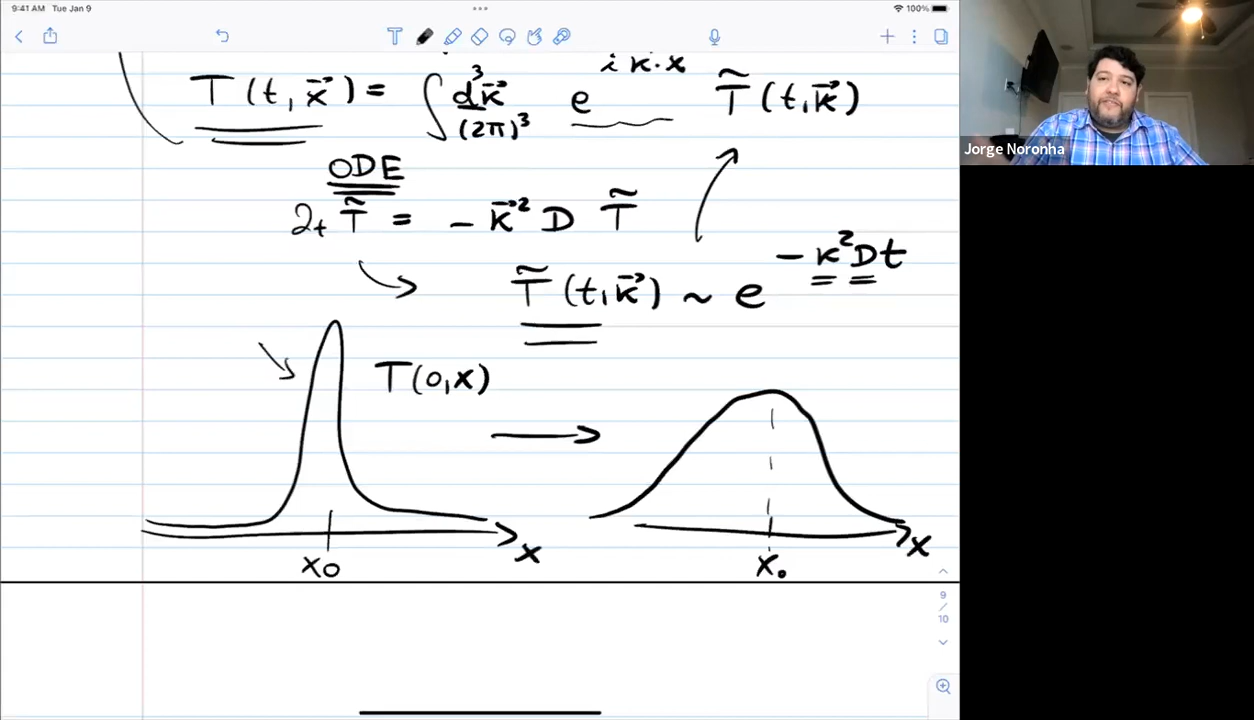 9:41 AM Tue Jan 9
100%
T(t,x⃗) = ∫ d³k⃗/(2π)³ e^{ik·x} T̃(t,k⃗)
Jorge Noronha
ODE
∂ₜ T̃ = - k⃗² D T̃
T̃(t,k⃗) ~ e^{-k²Dt}
T(0,x)
x₀ x
x₀ x
9
/
10